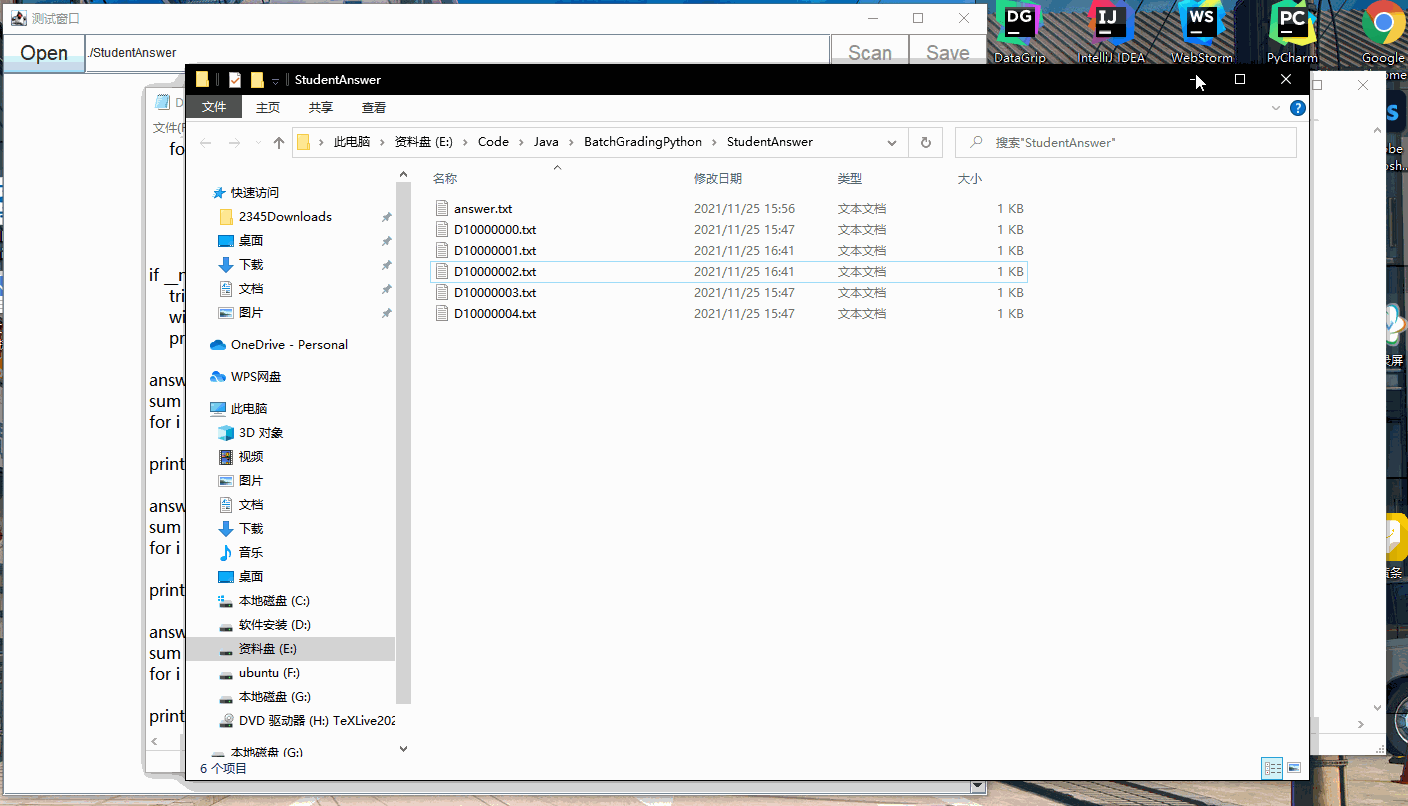 测试窗口
DG
IJ
WS
PC
DataGrip
IntelliJ IDEA
WebStorm
PyCharm
Google
Open
./StudentAnswer
Scan
Save
StudentAnswer
文件
主页
共享
查看
此电脑
资料盘 (E:)
Code
Java
BatchGradingPython
StudentAnswer
搜索"StudentAnswer"
名称
修改日期
类型
大小
answer.txt 2021/11/25 15:56 文本文档 1 KB
D10000000.txt 2021/11/25 15:47 文本文档 1 KB
D10000001.txt 2021/11/25 16:41 文本文档 1 KB
D10000002.txt 2021/11/25 16:41 文本文档 1 KB
D10000003.txt 2021/11/25 15:47 文本文档 1 KB
D10000004.txt 2021/11/25 15:47 文本文档 1 KB
快速访问
2345Downloads
桌面
下载
文档
图片
OneDrive - Personal
WPS网盘
此电脑
3D 对象
视频
图片
文档
下载
音乐
桌面
本地磁盘 (C:)
软件安装 (D:)
资料盘 (E:)
ubuntu (F:)
本地磁盘 (G:)
DVD 驱动器 (H:) TeXLive202
本地磁盘 (G:)
6 个项目
D
文件(F
fo
if __n
tri
wi
pr
answ
sum
for i
print
answ
sum
for i
print
answ
sum
for i
print